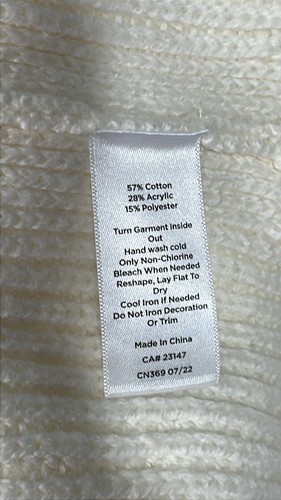 57% Cotton
28% Acrylic
15% Polyester
Turn Garment Inside
Out
Hand wash cold
Only Non-Chlorine
Bleach When Needed
Reshape, Lay Flat To
Dry
Cool Iron If Needed
Do Not Iron Decoration
Or Trim
Made In China
CA# 23147
CN369 07/22